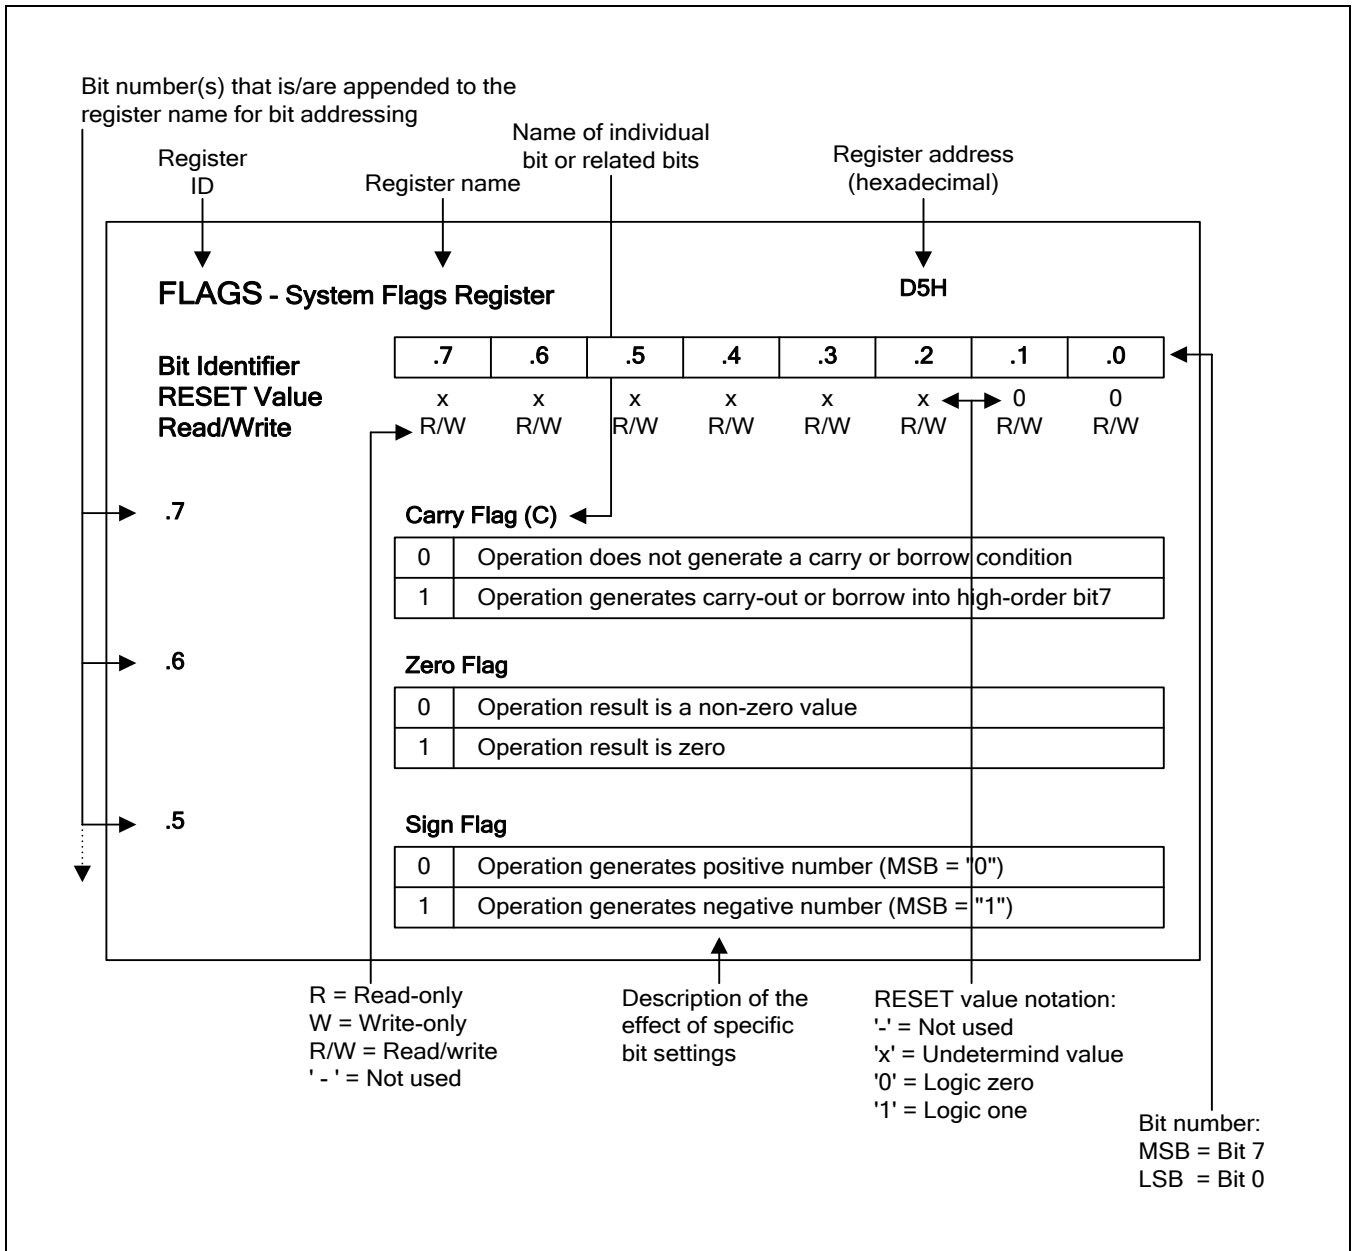 Bit number(s) that is/are appended to the
register name for bit addressing
Name of individual
bit or related bits
Register
ID
Register name
Register address
(hexadecimal)
FLAGS - System Flags Register
D5H
Bit Identifier
.7 .6 .5 .4 .3 .2 .1 .0
RESET Value
x x x x x x 0 0
Read/Write
R/W R/W R/W R/W R/W R/W R/W R/W
.7
Carry Flag (C)
0 Operation does not generate a carry or borrow condition
1 Operation generates carry-out or borrow into high-order bit7
.6
Zero Flag
0 Operation result is a non-zero value
1 Operation result is zero
.5
Sign Flag
0 Operation generates positive number (MSB = "0")
1 Operation generates negative number (MSB = "1")
R = Read-only
W = Write-only
R/W = Read/write
' - ' = Not used
Description of the
effect of specific
bit settings
RESET value notation:
'-' = Not used
'x' = Undetermind value
'0' = Logic zero
'1' = Logic one
Bit number:
MSB = Bit 7
LSB = Bit 0